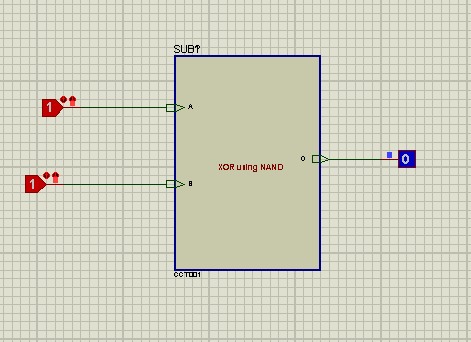 SUB1?
1
A
O
0
XOR using NAND
1
B
CCT001